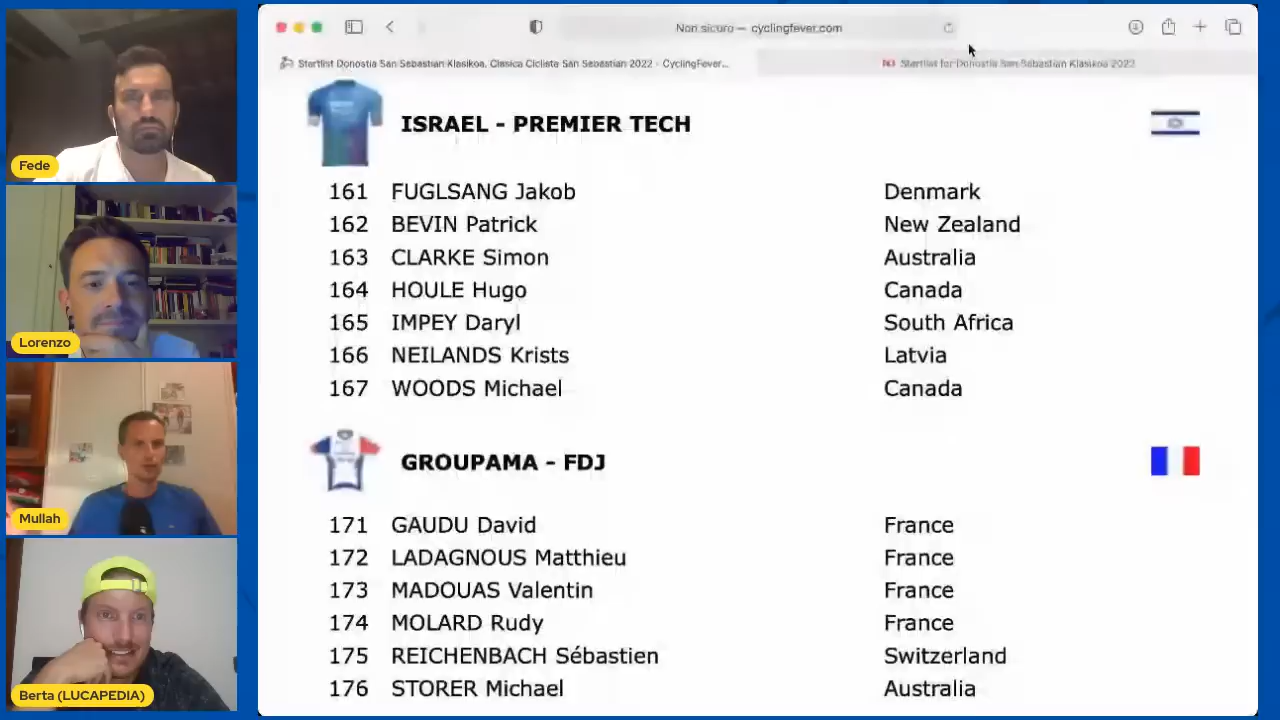 Non sicuro — cyclingfever.com
Startlist Donostia San Sebastian Klasikoa, Clasica Ciclista San Sebastian 2022 - CyclingFever...
Startlist for Donostia San Sebastian Klasikoa 2022
ISRAEL - PREMIER TECH
161 FUGLSANG Jakob Denmark
162 BEVIN Patrick New Zealand
163 CLARKE Simon Australia
164 HOULE Hugo Canada
165 IMPEY Daryl South Africa
166 NEILANDS Krists Latvia
167 WOODS Michael Canada
GROUPAMA - FDJ
171 GAUDU David France
172 LADAGNOUS Matthieu France
173 MADOUAS Valentin France
174 MOLARD Rudy France
175 REICHENBACH Sébastien Switzerland
176 STORER Michael Australia
Fede
Lorenzo
Mullah
Berta (LUCAPEDIA)